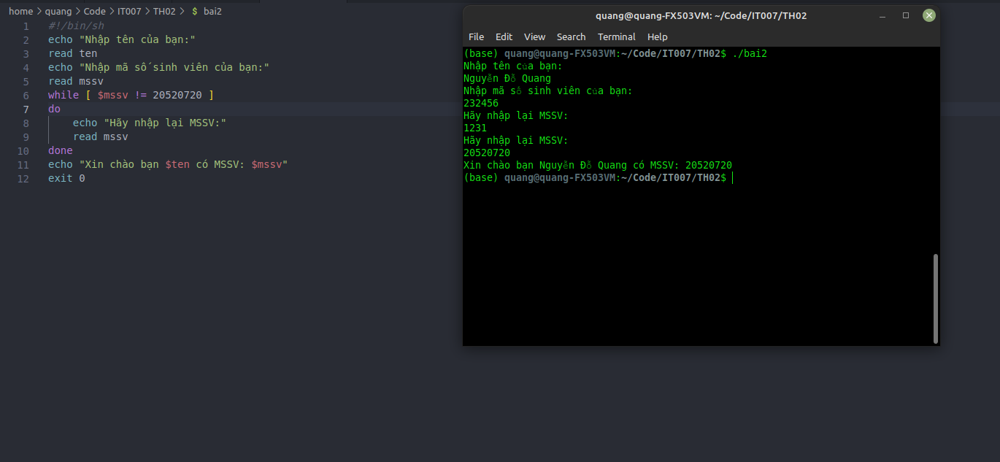 home > quang > Code > IT007 > TH02 > $ bai2
1 #!/bin/sh
2 echo "Nhập tên của bạn:"
3 read ten
4 echo "Nhập mã số sinh viên của bạn:"
5 read mssv
6 while [ $mssv != 20520720 ]
7 do
8 echo "Hãy nhập lại MSSV:"
9 read mssv
10 done
11 echo "Xin chào bạn $ten có MSSV: $mssv"
12 exit 0
quang@quang-FX503VM: ~/Code/IT007/TH02
File Edit View Search Terminal Help
(base) quang@quang-FX503VM:~/Code/IT007/TH02$ ./bai2
Nhập tên của bạn:
Nguyễn Đỗ Quang
Nhập mã số sinh viên của bạn:
232456
Hãy nhập lại MSSV:
1231
Hãy nhập lại MSSV:
20520720
Xin chào bạn Nguyễn Đỗ Quang có MSSV: 20520720
(base) quang@quang-FX503VM:~/Code/IT007/TH02$